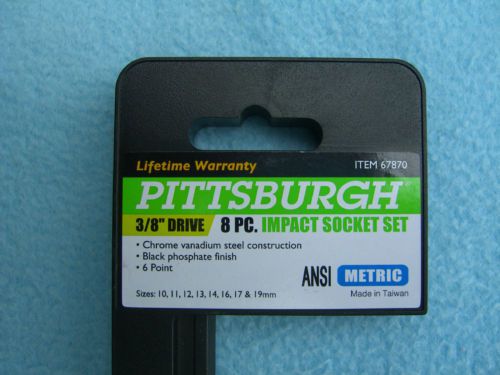 Lifetime Warranty ITEM 67870
PITTSBURGH
3/8" DRIVE / 8 PC. IMPACT SOCKET SET
• Chrome vanadium steel construction
• Black phosphate finish
• 6 Point
ANSI METRIC
Sizes: 10, 11, 12, 13, 14, 16, 17 & 19mm Made in Taiwan